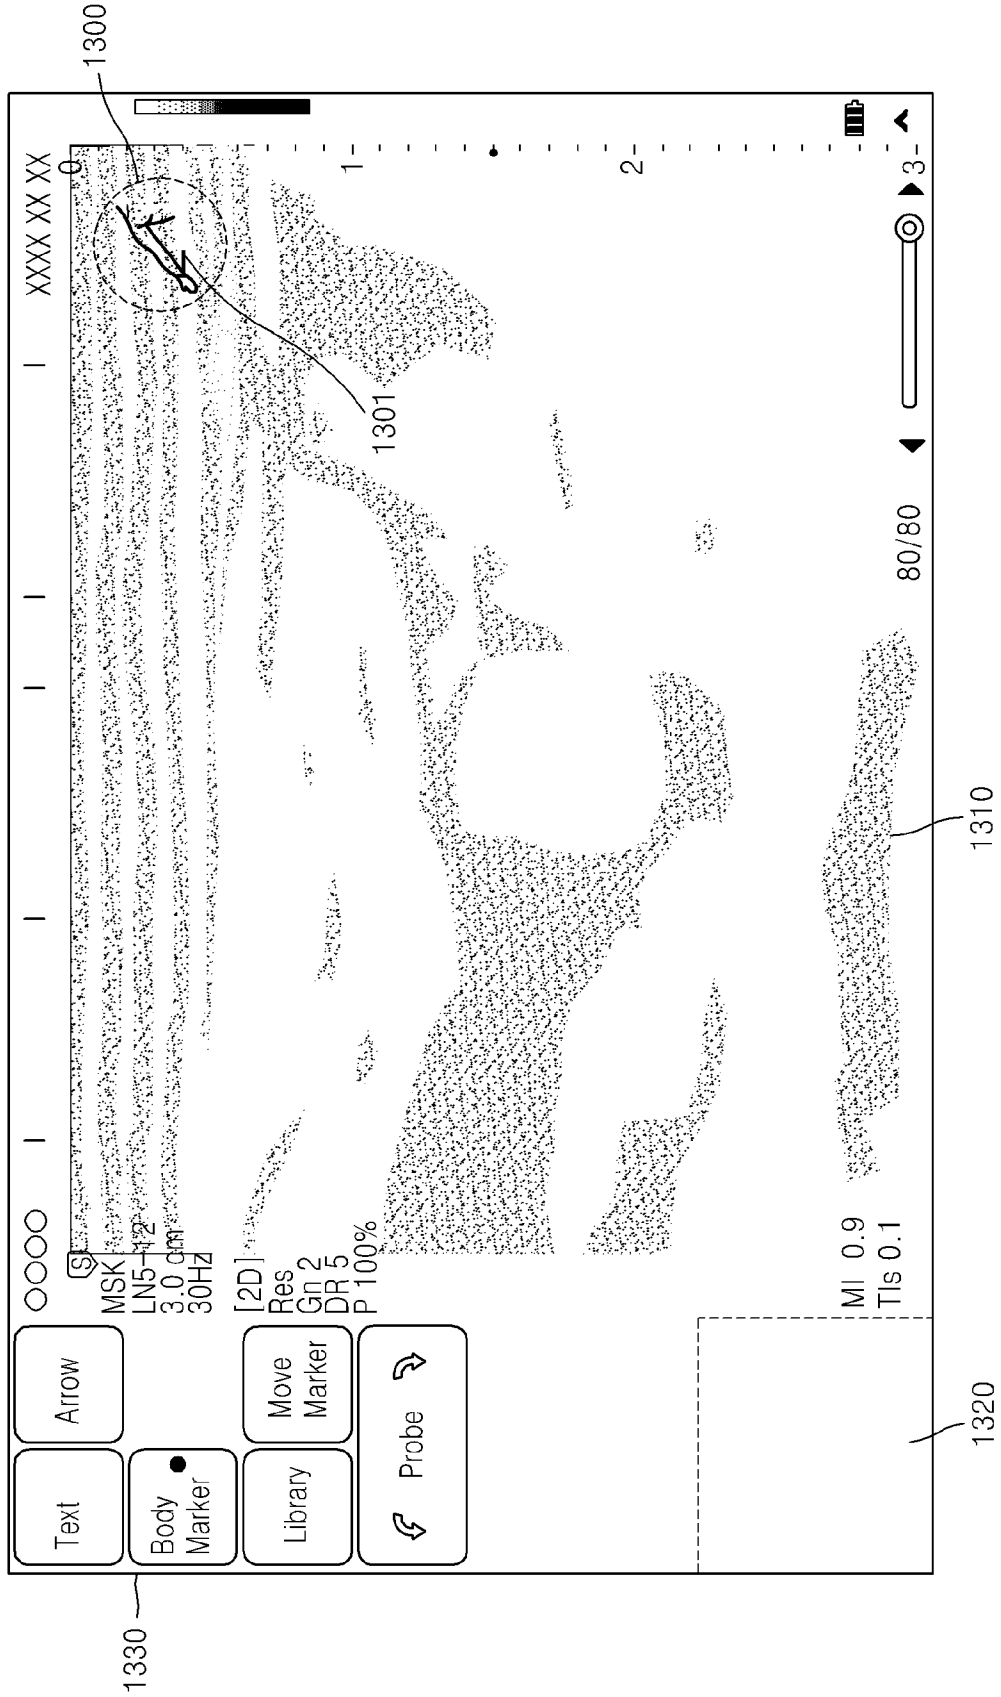 1330
Text
Arrow
Body
Marker
Library
Move
Marker
Probe
1320
S
MSK
LN5-12
3.0 cm
30Hz
[2D]
Res
Gn 2
DR 5
P 100%
MI 0.9
TIs 0.1
XXXX XX XX
0
1
2
3
1300
1301
80/80
1310